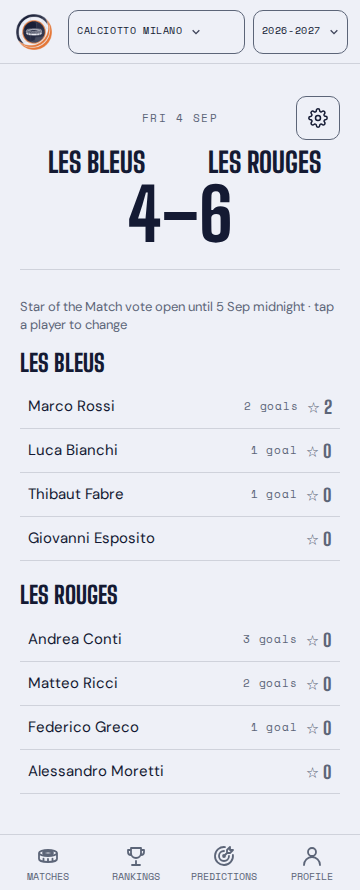 CALCIOTTO MILANO
2026-2027
FRI 4 SEP
LES BLEUS
LES ROUGES
4–6
Star of the Match vote open until 5 Sep midnight · tap
a player to change
LES BLEUS
Marco Rossi 2 goals ☆ 2
Luca Bianchi 1 goal ☆ 0
Thibaut Fabre 1 goal ☆ 0
Giovanni Esposito ☆ 0
LES ROUGES
Andrea Conti 3 goals ☆ 0
Matteo Ricci 2 goals ☆ 0
Federico Greco 1 goal ☆ 0
Alessandro Moretti ☆ 0
MATCHES RANKINGS PREDICTIONS PROFILE